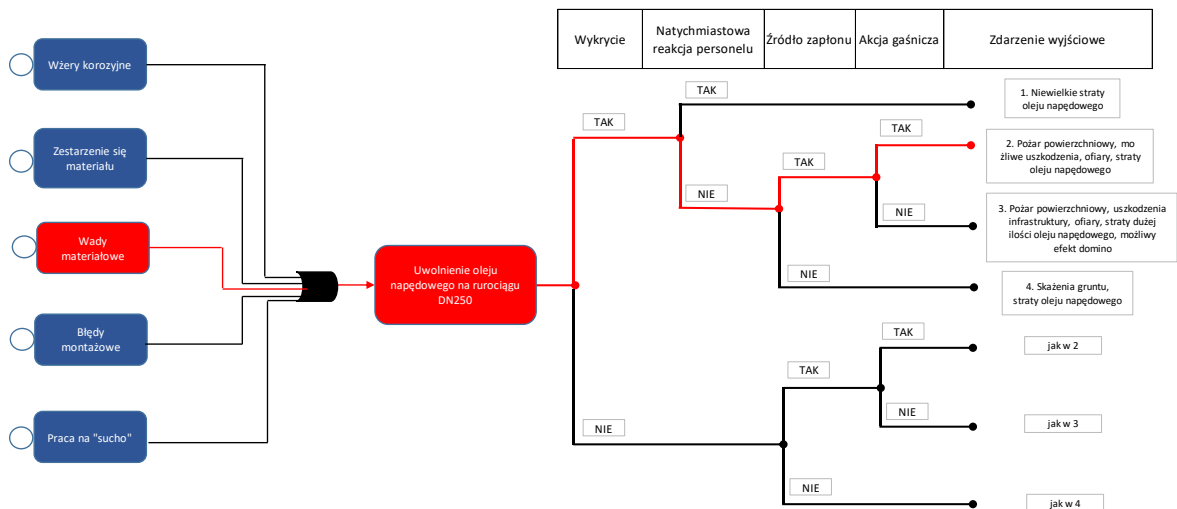 Wykrycie
Natychmiastowa
reakcja personelu
Źródło zapłonu
Akcja gaśnicza
Zdarzenie wyjściowe
Wżery korozyjne
Zestarzenie się
materiału
Wady
materiałowe
Błędy
montażowe
Praca na "sucho"
Uwolnienie oleju
napędowego na rurociągu
DN250
TAK
NIE
TAK
NIE
TAK
NIE
TAK
NIE
TAK
NIE
TAK
NIE
1. Niewielkie straty
oleju napędowego
2. Pożar powierzchniowy, mo
żliwe uszkodzenia, ofiary, straty
oleju napędowego
3. Pożar powierzchniowy, uszkodzenia
infrastruktury, ofiary, straty dużej
ilości oleju napędowego, możliwy
efekt domino
4. Skażenia gruntu,
straty oleju napędowego
jak w 2
jak w 3
jak w 4